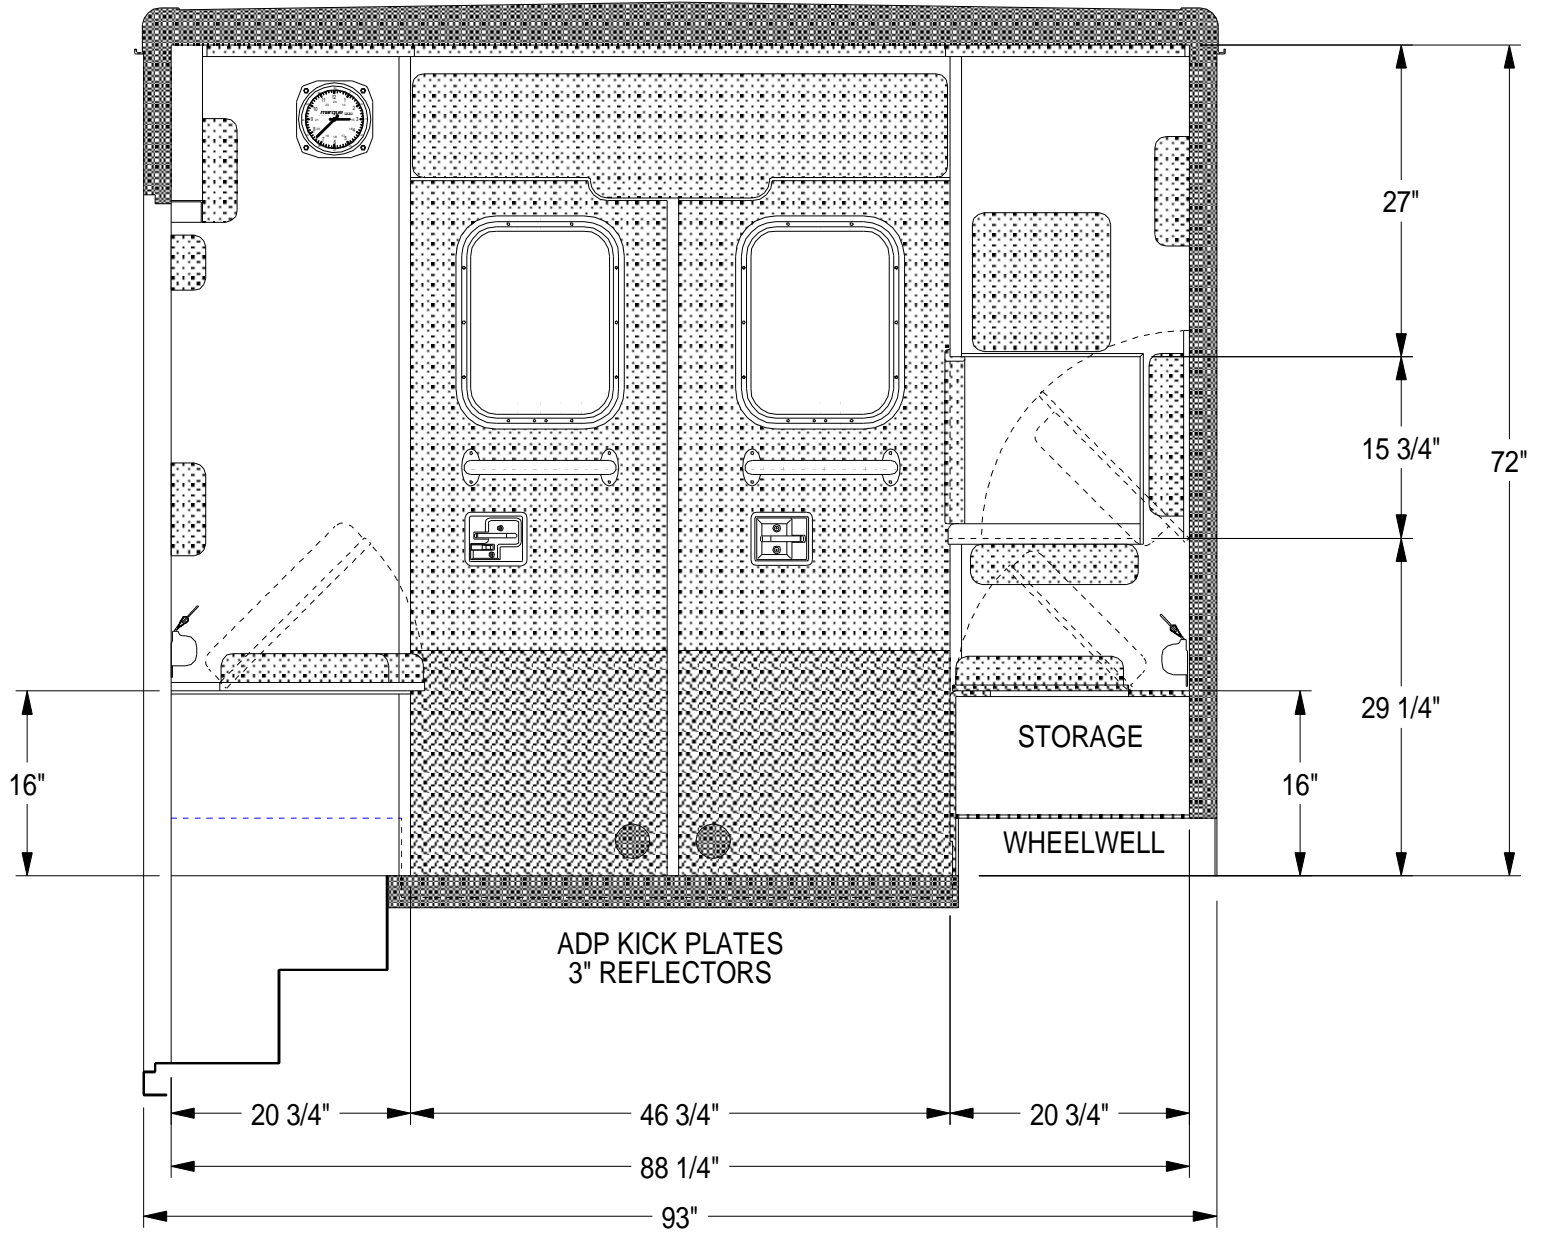 marque
27"
15 3/4"
72"
29 1/4"
16"
STORAGE
16"
WHEELWELL
ADP KICK PLATES
3" REFLECTORS
20 3/4"
46 3/4"
20 3/4"
88 1/4"
93"